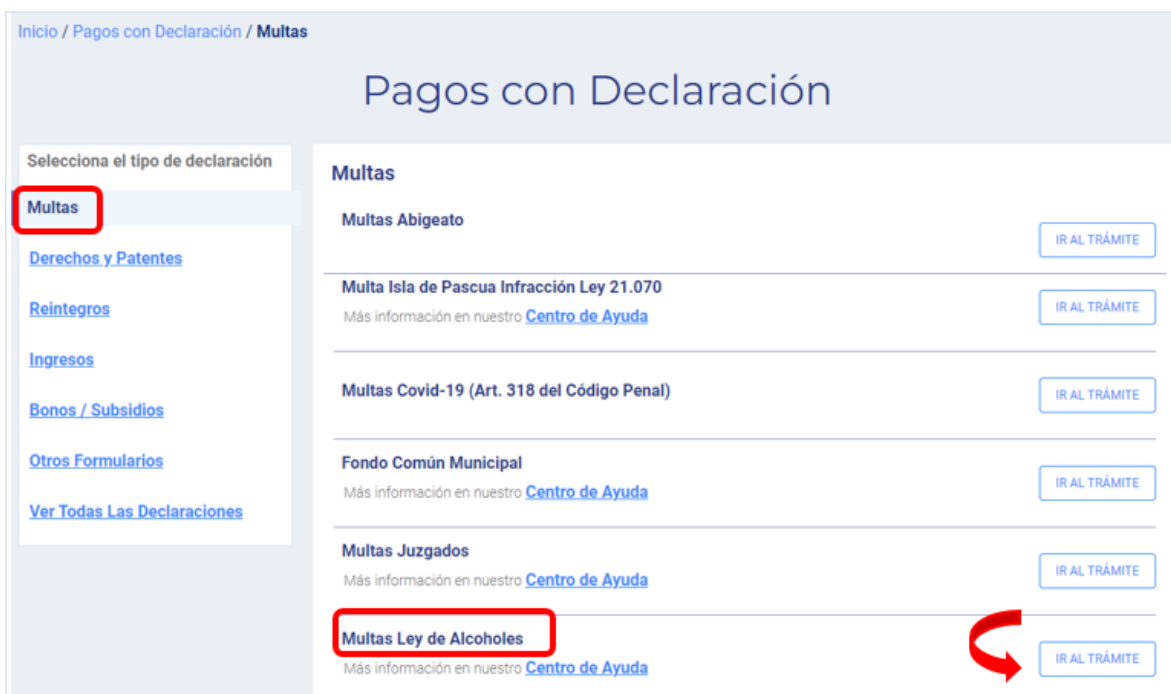 Inicio / Pagos con Declaración / Multas
Pagos con Declaración
Selecciona el tipo de declaración
Multas
Derechos y Patentes
Reintegros
Ingresos
Bonos / Subsidios
Otros Formularios
Ver Todas Las Declaraciones
Multas
Multas Abigeato
IR AL TRÁMITE
Multa Isla de Pascua Infracción Ley 21.070
Más información en nuestro Centro de Ayuda
IR AL TRÁMITE
Multas Covid-19 (Art. 318 del Código Penal)
IR AL TRÁMITE
Fondo Común Municipal
Más información en nuestro Centro de Ayuda
IR AL TRÁMITE
Multas Juzgados
Más información en nuestro Centro de Ayuda
IR AL TRÁMITE
Multas Ley de Alcoholes
Más información en nuestro Centro de Ayuda
IR AL TRÁMITE